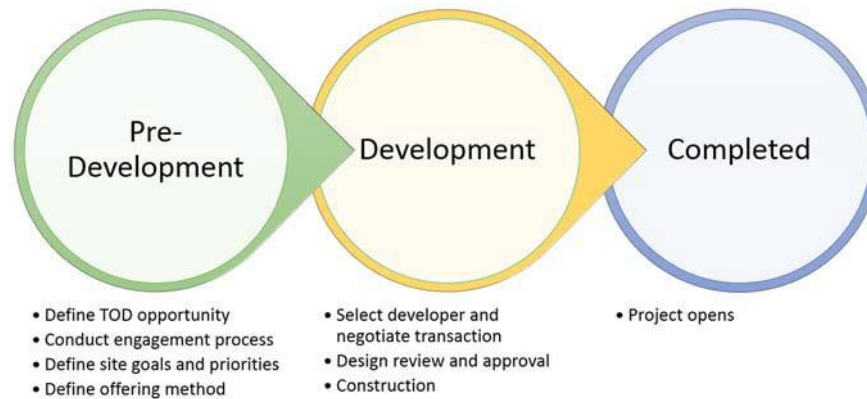 Pre-
Development
Development
Completed
• Define TOD opportunity
• Conduct engagement process
• Define site goals and priorities
• Define offering method
• Select developer and
negotiate transaction
• Design review and approval
• Construction
• Project opens